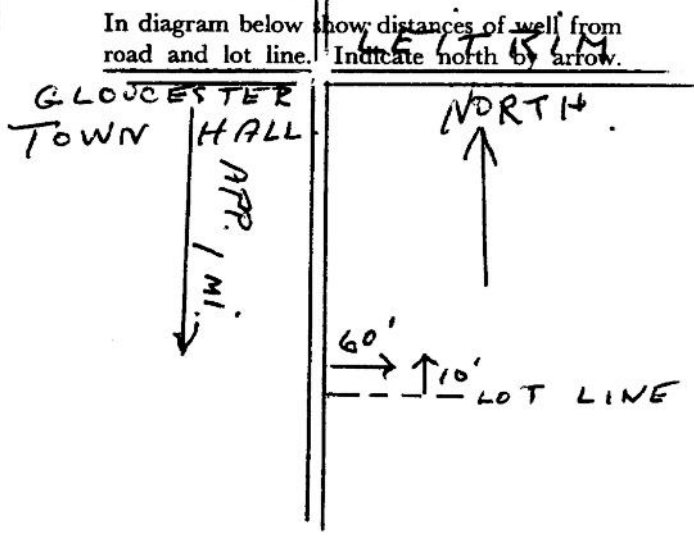 In diagram below show distances of well from
road and lot line. Indicate north by arrow.
LEITRIM
GLOUCESTER
TOWN HALL
NORTH.
APP. 1 MI.
60'
10'
LOT LINE